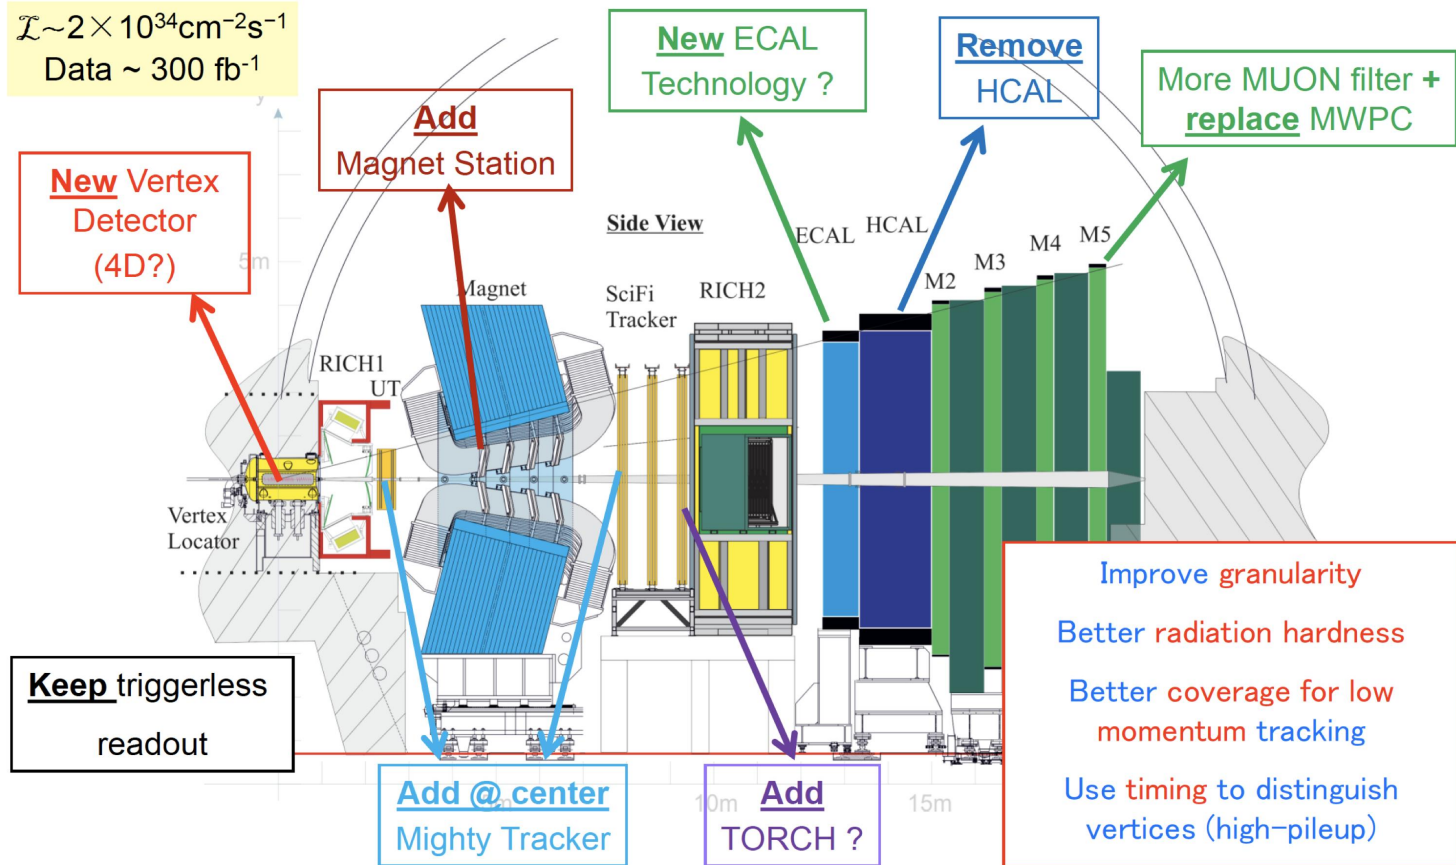 ℒ~2×10³⁴cm⁻²s⁻¹
Data ~ 300 fb⁻¹
New ECAL
Technology ?
Remove
HCAL
More MUON filter +
replace MWPC
y
Add
Magnet Station
New Vertex
Detector
(4D?)
5m
Side View
ECAL
HCAL
M2
M3
M4
M5
Magnet
SciFi
Tracker
RICH2
RICH1
UT
Vertex
Locator
Keep triggerless
readout
Add @ center
Mighty Tracker
10m
Add
TORCH ?
15m
Improve granularity
Better radiation hardness
Better coverage for low
momentum tracking
Use timing to distinguish
vertices (high-pileup)